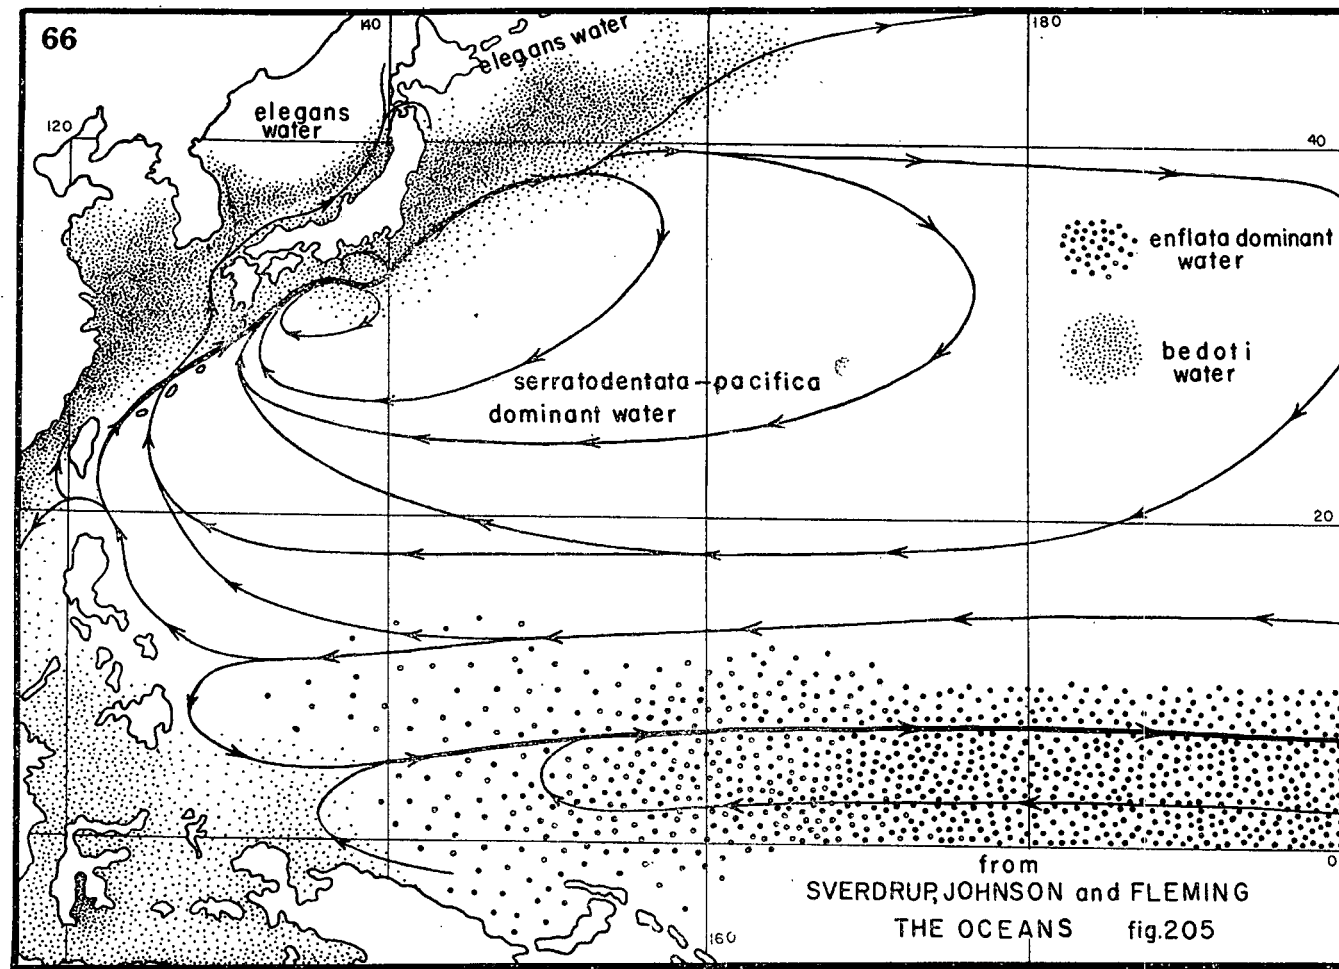 66
140
180
elegans water
elegans
water
120
40
enflata dominant
water
bedoti
water
serratodentata-pacifica
dominant water
20
from
0
SVERDRUP, JOHNSON and FLEMING
THE OCEANS fig.205
160